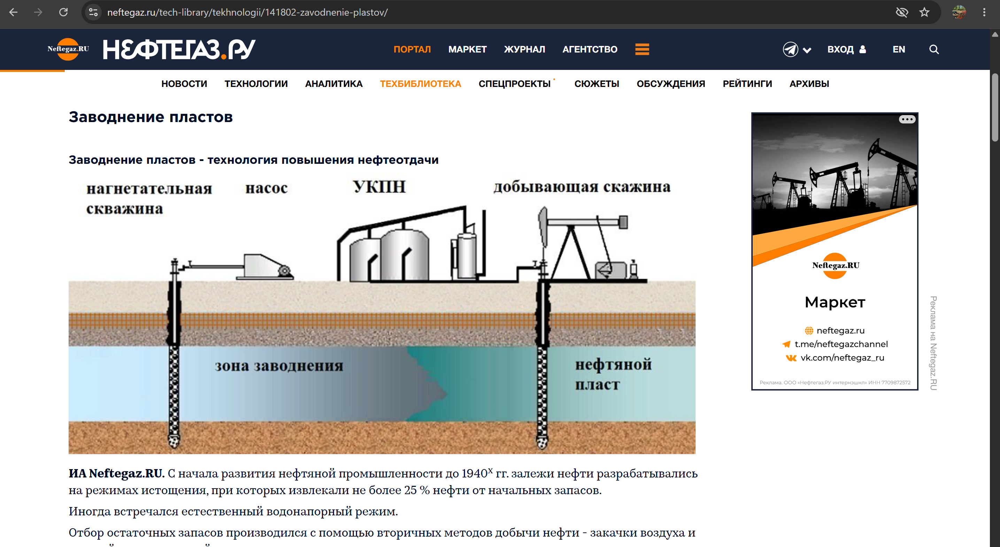 neftegaz.ru/tech-library/tekhnologii/141802-zavodnenie-plastov/
Neftegaz.RU
НЕФТЕГАЗ.РУ
ПОРТАЛ
МАРКЕТ
ЖУРНАЛ
АГЕНТСТВО
ВХОД
EN
НОВОСТИ
ТЕХНОЛОГИИ
АНАЛИТИКА
ТЕХБИБЛИОТЕКА
СПЕЦПРОЕКТЫ
СЮЖЕТЫ
ОБСУЖДЕНИЯ
РЕЙТИНГИ
АРХИВЫ
Заводнение пластов
Заводнение пластов - технология повышения нефтеотдачи
нагнетательная
скважина
насос
УКПН
добывающая скажина
зона заводнения
нефтяной
пласт
ИА Neftegaz.RU. С начала развития нефтяной промышленности до 1940х гг. залежи нефти разрабатывались
на режимах истощения, при которых извлекали не более 25 % нефти от начальных запасов.
Иногда встречался естественный водонапорный режим.
Отбор остаточных запасов производился с помощью вторичных методов добычи нефти - закачки воздуха и
Neftegaz.RU
Маркет
neftegaz.ru
t.me/neftegazchannel
vk.com/neftegaz_ru
Реклама. ООО «Нефтегаз.РУ интернэшнл» ИНН 7709872572
Реклама на Neftegaz.RU